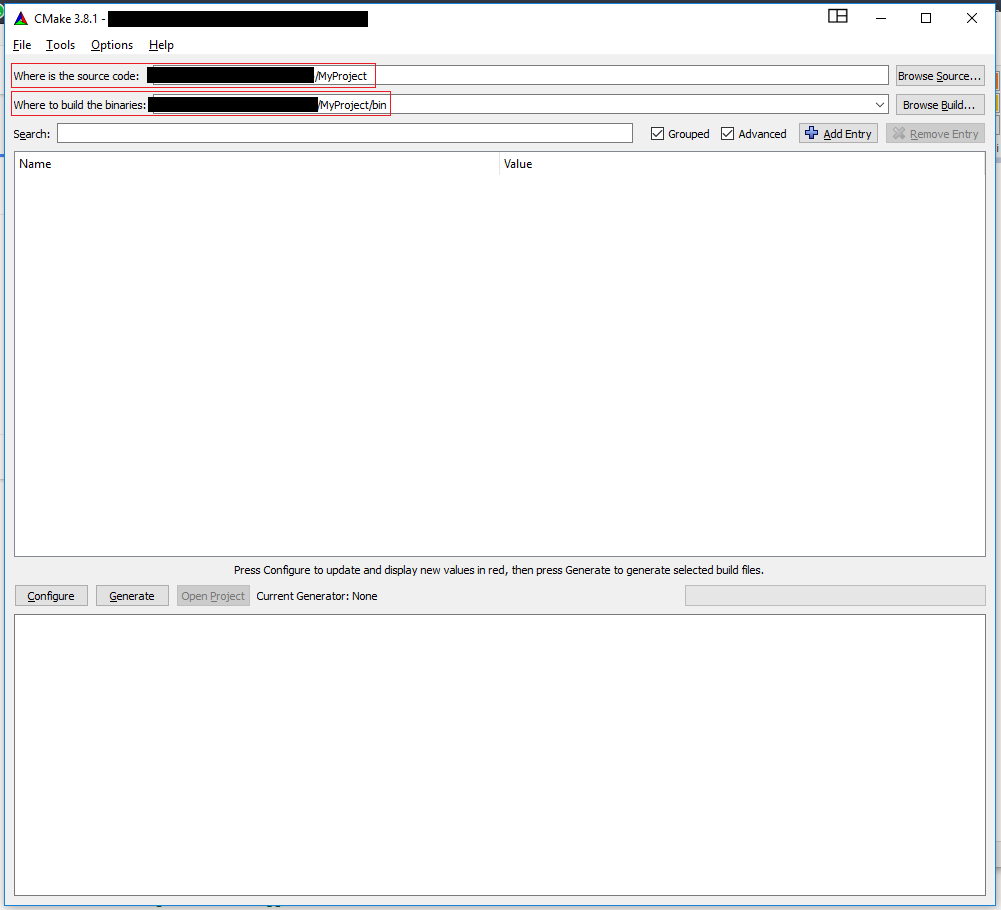 CMake 3.8.1 -
File Tools Options Help
Where is the source code: /MyProject Browse Source...
Where to build the binaries: /MyProject/bin Browse Build...
Search: Grouped Advanced Add Entry Remove Entry
Name Value
Press Configure to update and display new values in red, then press Generate to generate selected build files.
Configure Generate Open Project Current Generator: None